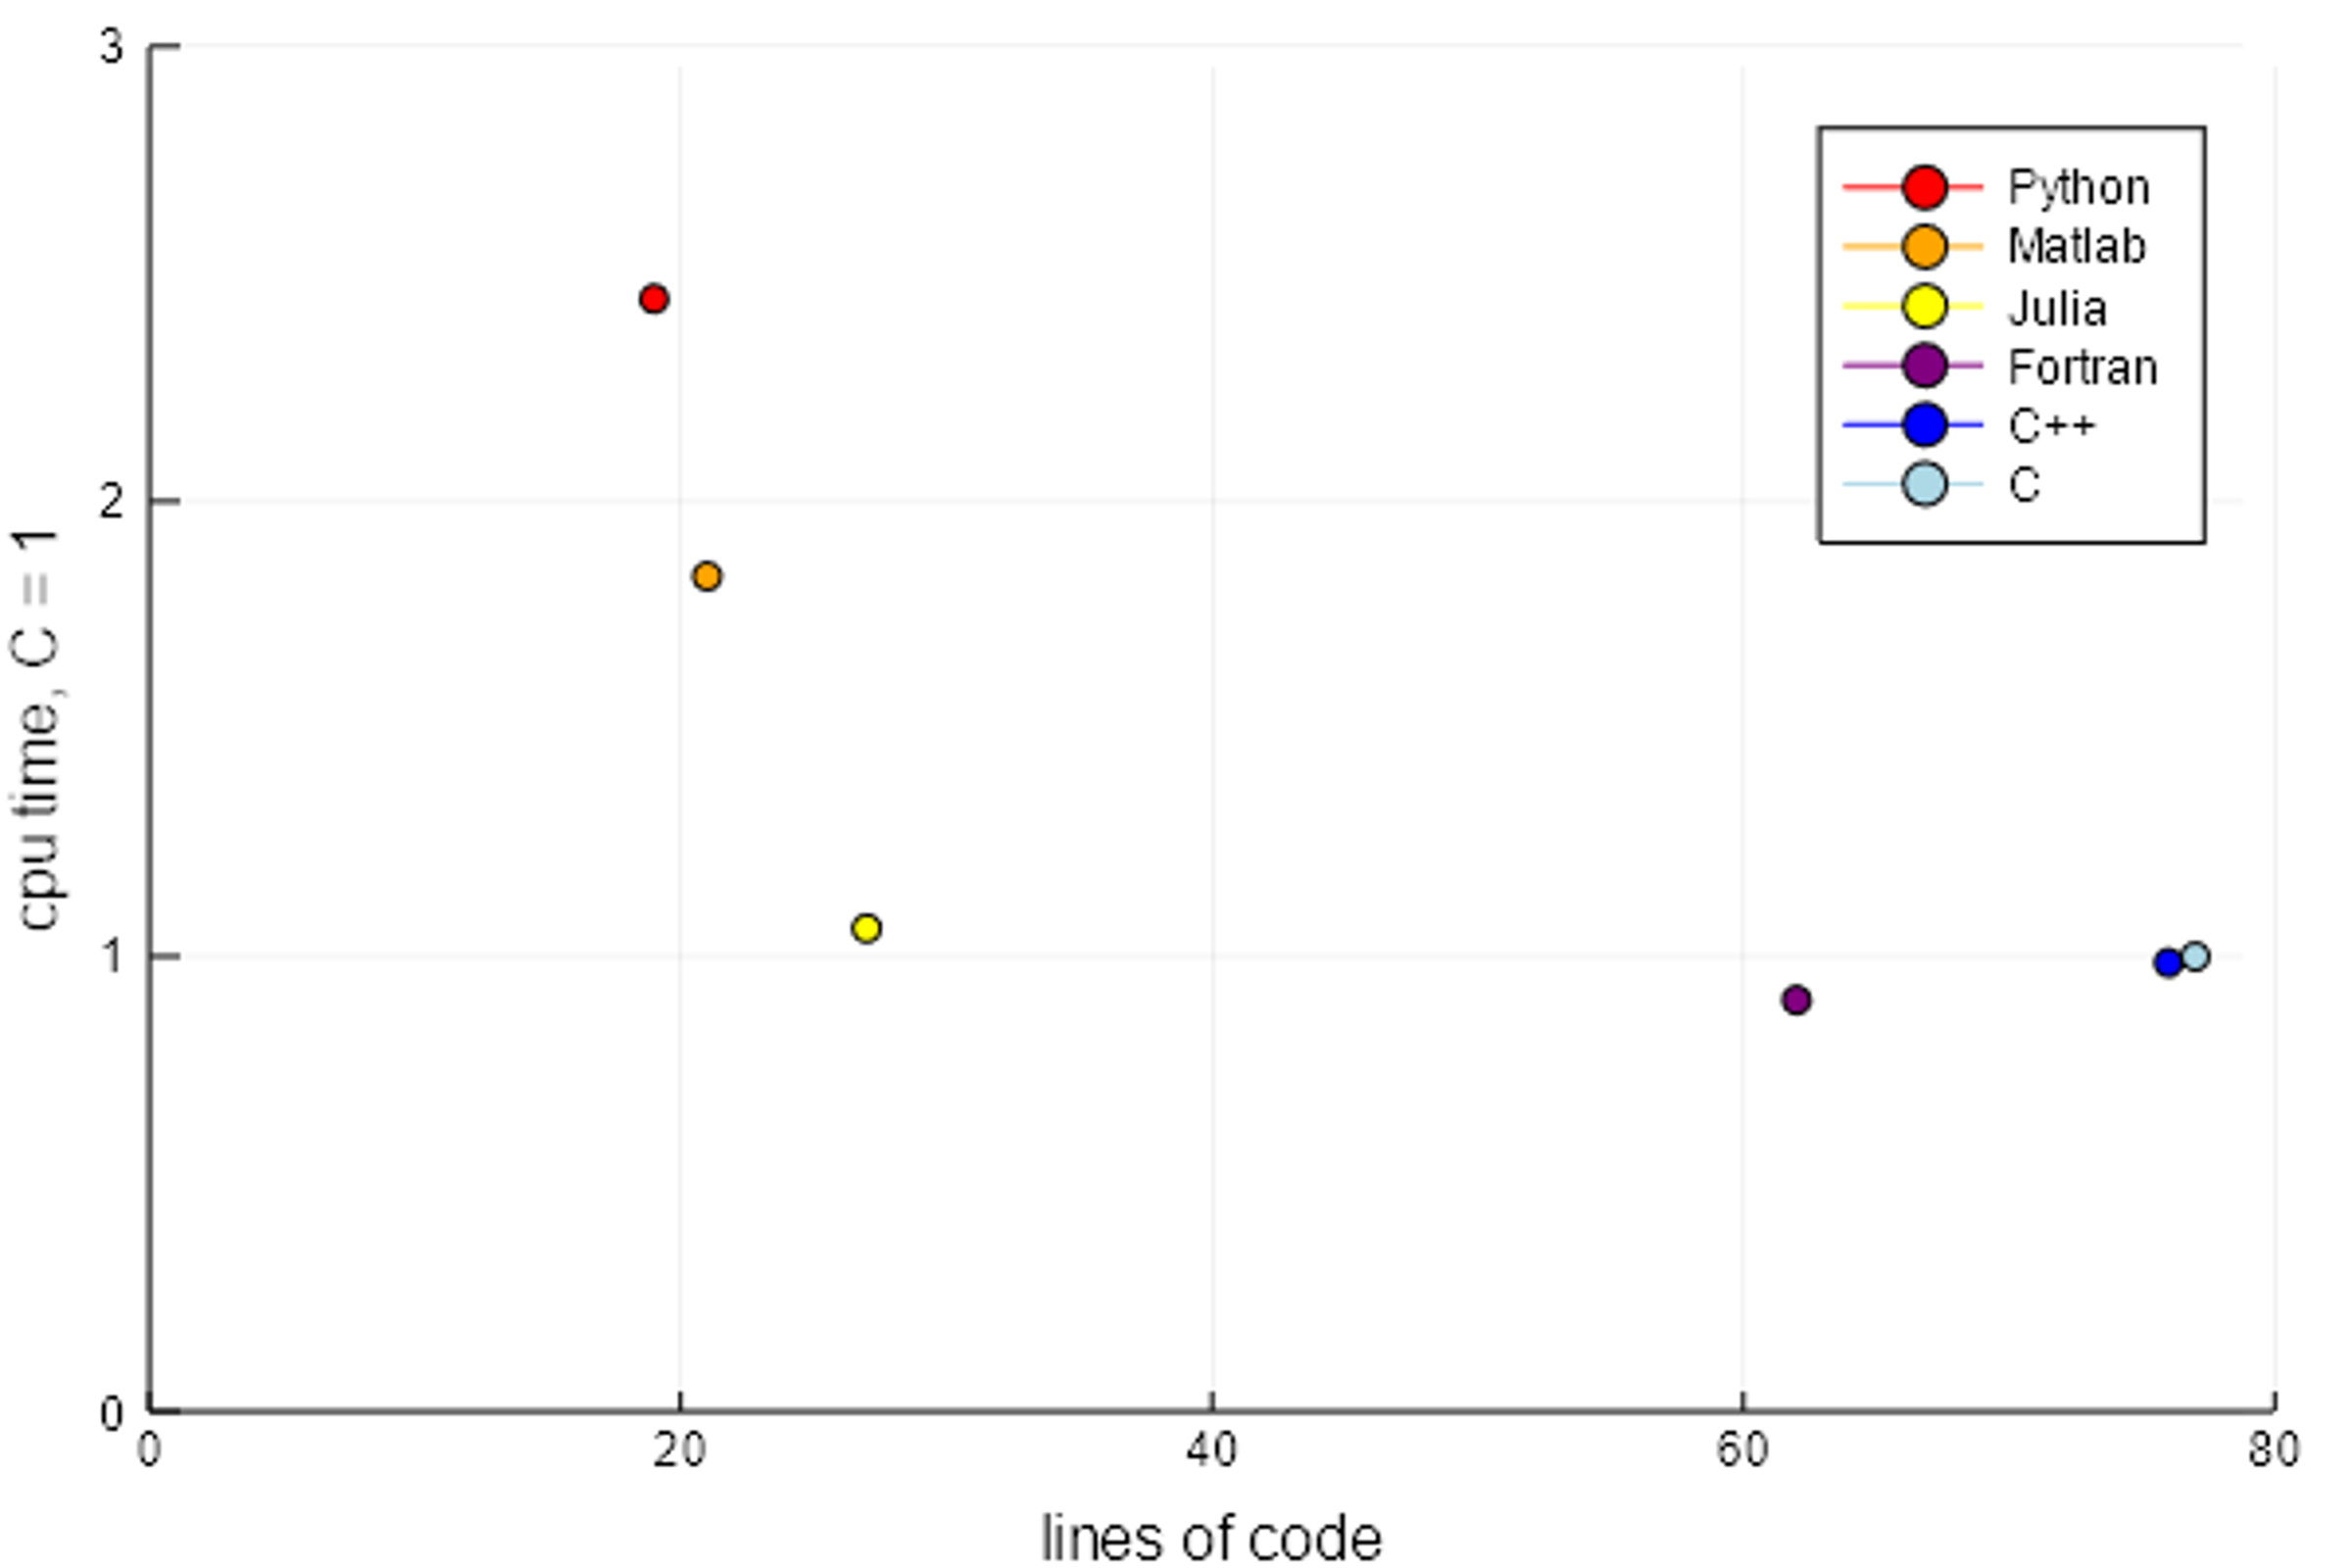 3
2
1
0
cpu time, C = 1
Python
Matlab
Julia
Fortran
C++
C
0 20 40 60 80
lines of code